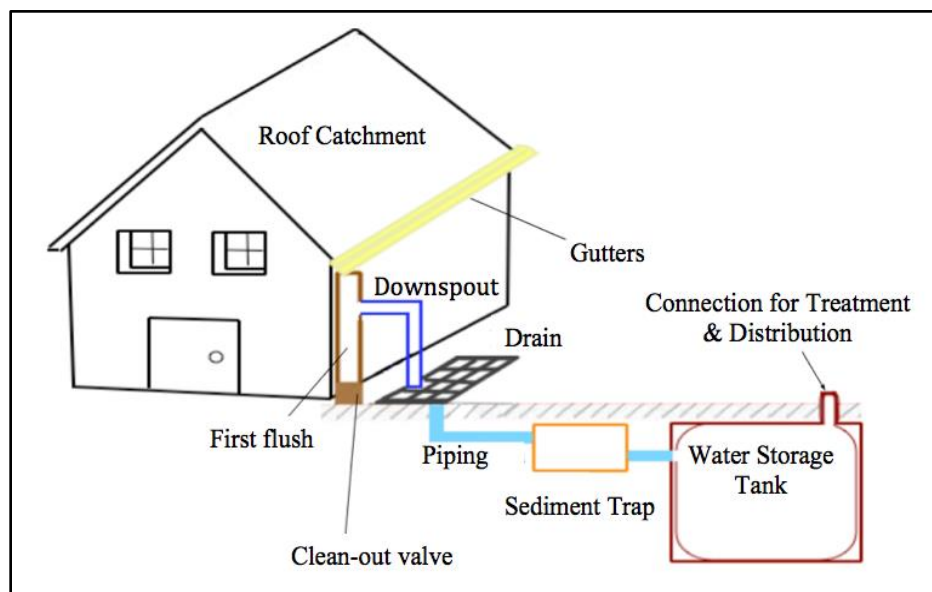 Roof Catchment
Gutters
Downspout
Connection for Treatment
& Distribution
Drain
First flush
Piping
Water Storage
Tank
Sediment Trap
Clean-out valve